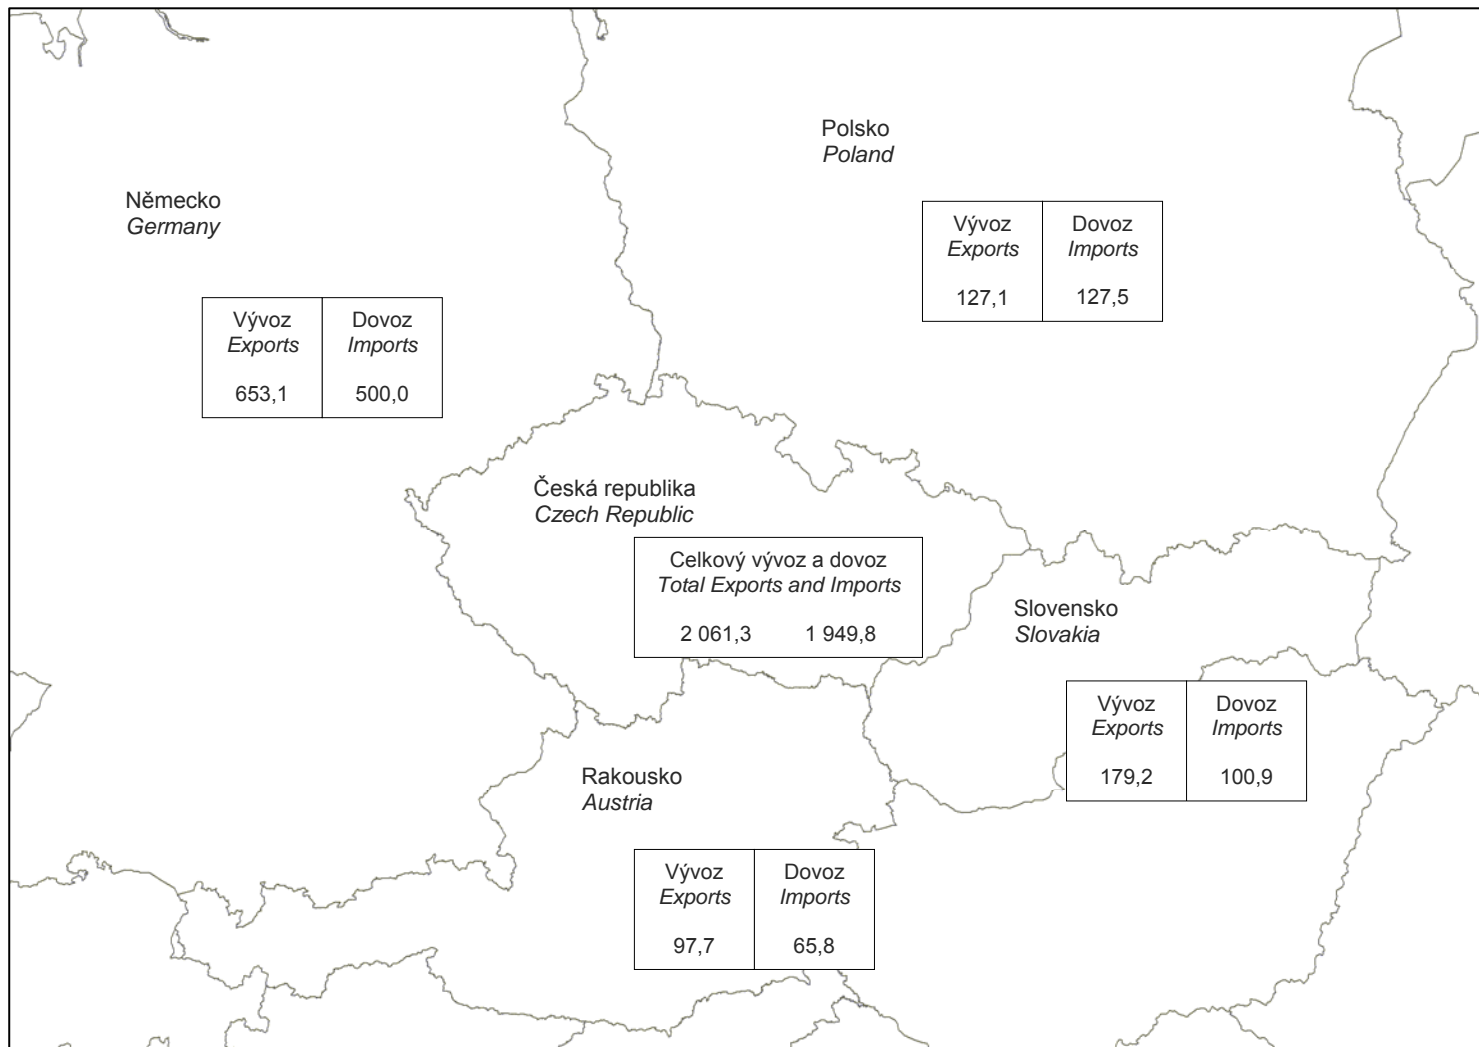 Polsko
Poland
Německo
Germany
Vývoz
Exports
127,1
Dovoz
Imports
127,5
Vývoz
Exports
653,1
Dovoz
Imports
500,0
Česká republika
Czech Republic
Celkový vývoz a dovoz
Total Exports and Imports
2 061,3 1 949,8
Slovensko
Slovakia
Vývoz
Exports
179,2
Dovoz
Imports
100,9
Rakousko
Austria
Vývoz
Exports
97,7
Dovoz
Imports
65,8